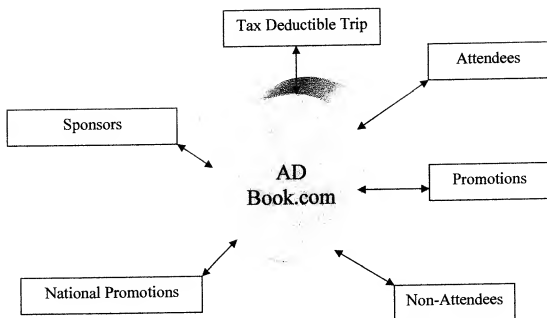 Tax Deductible Trip
Attendees
Sponsors
AD
Book.com
Promotions
National Promotions
Non-Attendees